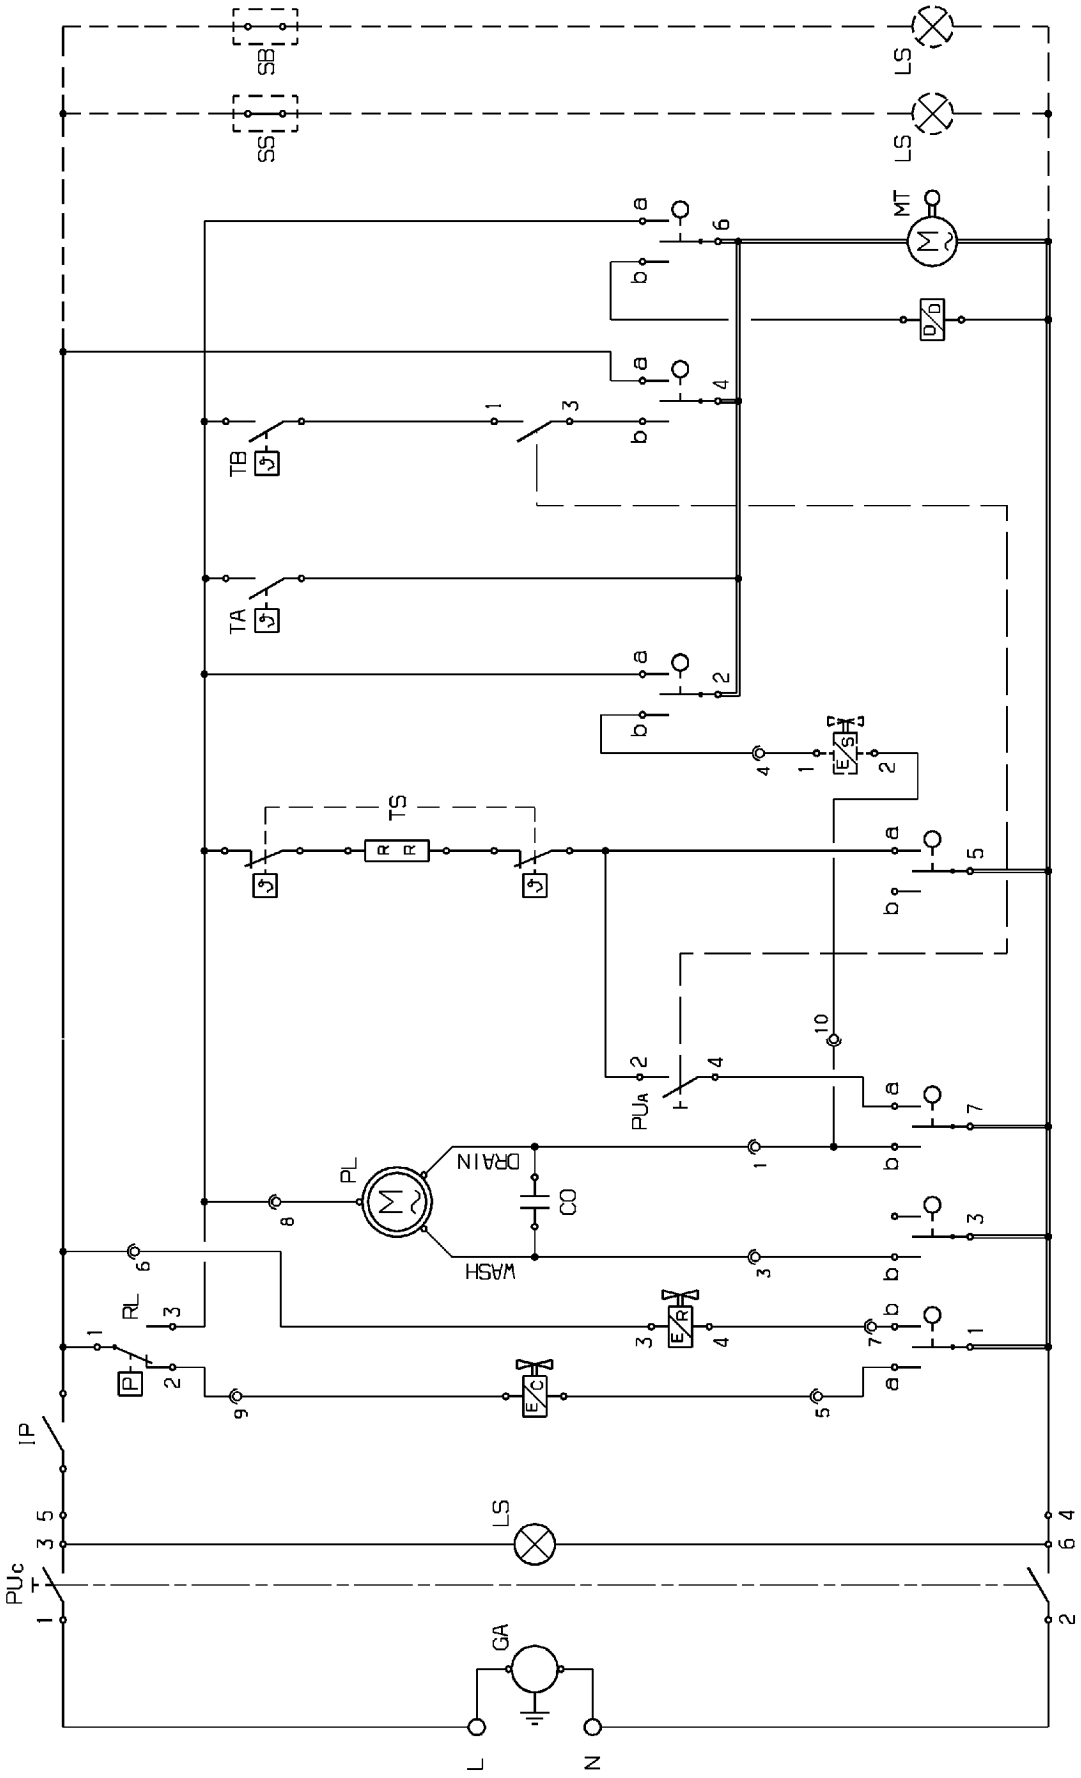 SB
LS
SS
LS
a
6
b
MT
M
D/D
a
4
b
TB
1
3
TA
a
2
b
4
1
E/S
2
TS
R R
a
5
b
10
PUA
2
4
a
7
b
PL
M
8
DRAIN
1
CO
WASH
3
3
b
6
RL
1
3
P
2
3
E/R
4
7
b
1
a
9
E/C
5
IP
5
3
LS
4
6
PUc
1
2
GA
L
N